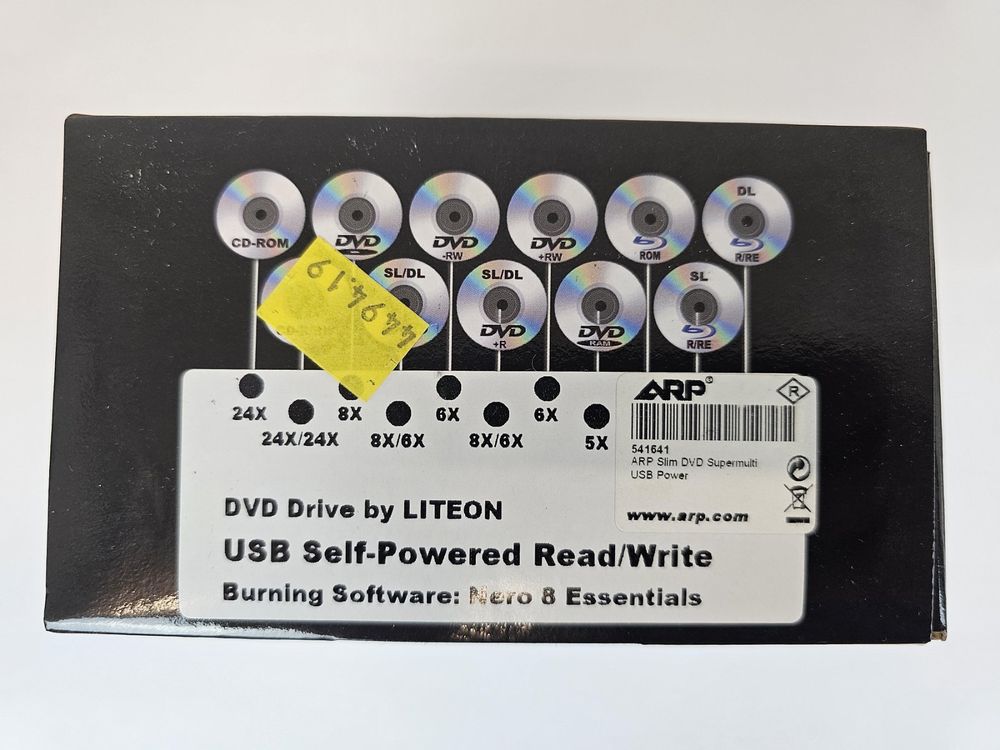 CD-ROM
DVD
DVD
-RW
DVD
+RW
ROM
DL
R/RE
SL/DL
SL/DL
DVD
+R
DVD
RAM
SL
R/RE
4494.19
24X
24X/24X
8X
8X/6X
6X
8X/6X
6X
5X
ARP®
R
541641
ARP Slim DVD Supermulti
USB Power
www.arp.com
DVD Drive by LITEON
USB Self-Powered Read/Write
Burning Software: Nero 8 Essentials